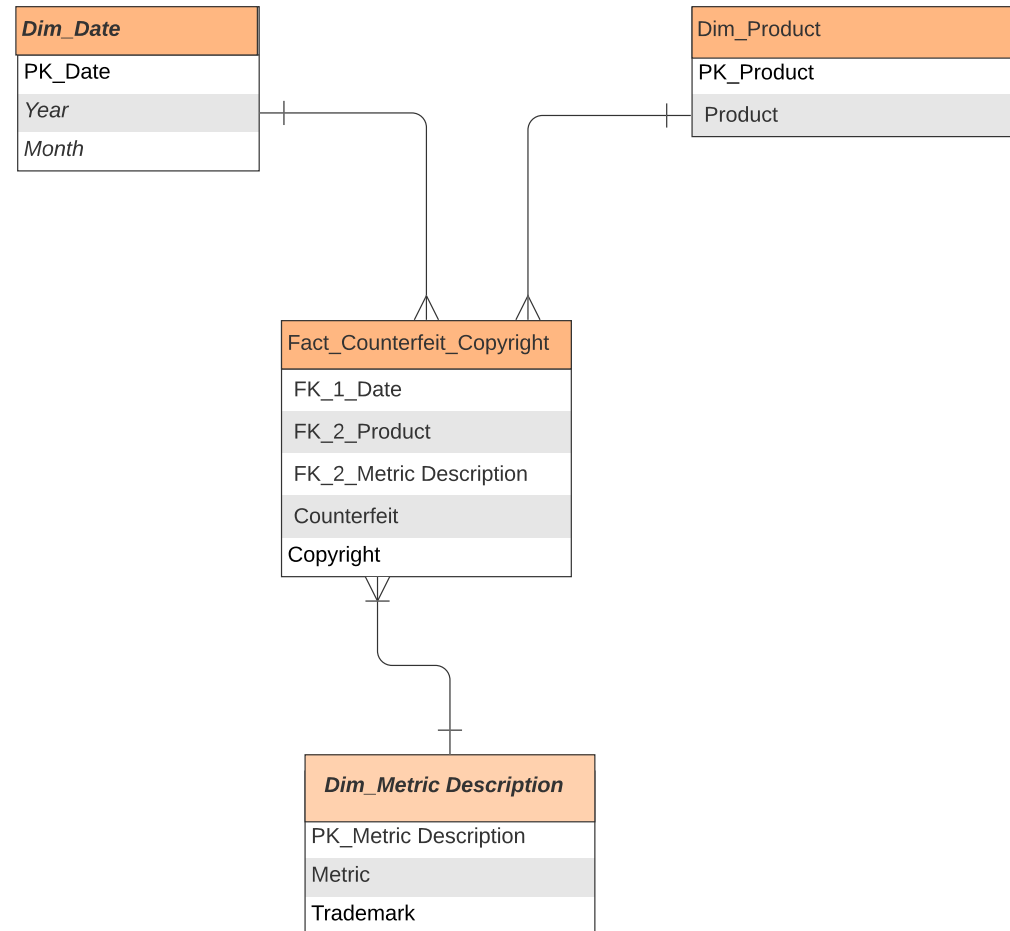 Dim_Date
PK_Date
Year
Month
Dim_Product
PK_Product
Product
Fact_Counterfeit_Copyright
FK_1_Date
FK_2_Product
FK_2_Metric Description
Counterfeit
Copyright
Dim_Metric Description
PK_Metric Description
Metric
Trademark